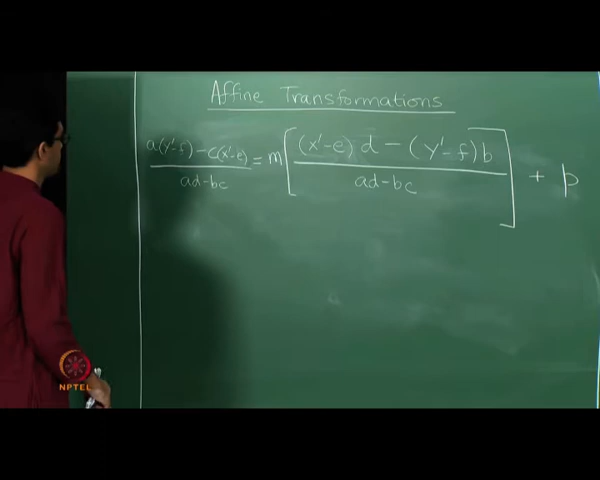 Affine Transformations
a(y'-f) - c(x'-e) = m[(x'-e) d - (y'-f) b] + p
ad-bc ad-bc
NPTEL